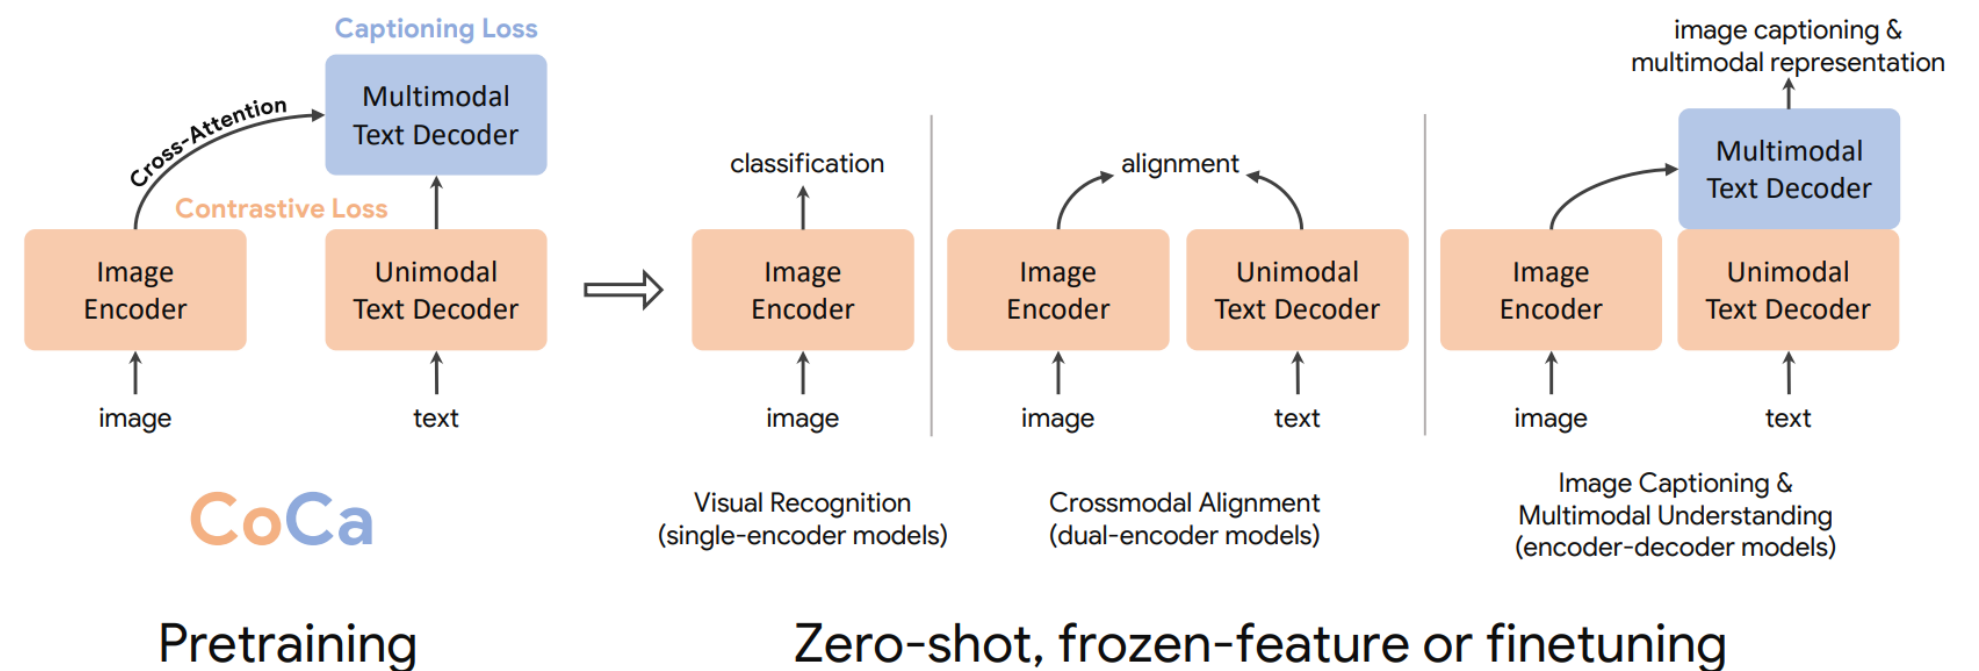 Captioning Loss
Multimodal
Text Decoder
Cross-Attention
Contrastive Loss
Image
Encoder
Unimodal
Text Decoder
image
text
CoCa
Pretraining
classification
Image
Encoder
image
Visual Recognition
(single-encoder models)
alignment
Image
Encoder
Unimodal
Text Decoder
image
text
Crossmodal Alignment
(dual-encoder models)
image captioning &
multimodal representation
Multimodal
Text Decoder
Image
Encoder
Unimodal
Text Decoder
image
text
Image Captioning &
Multimodal Understanding
(encoder-decoder models)
Zero-shot, frozen-feature or finetuning